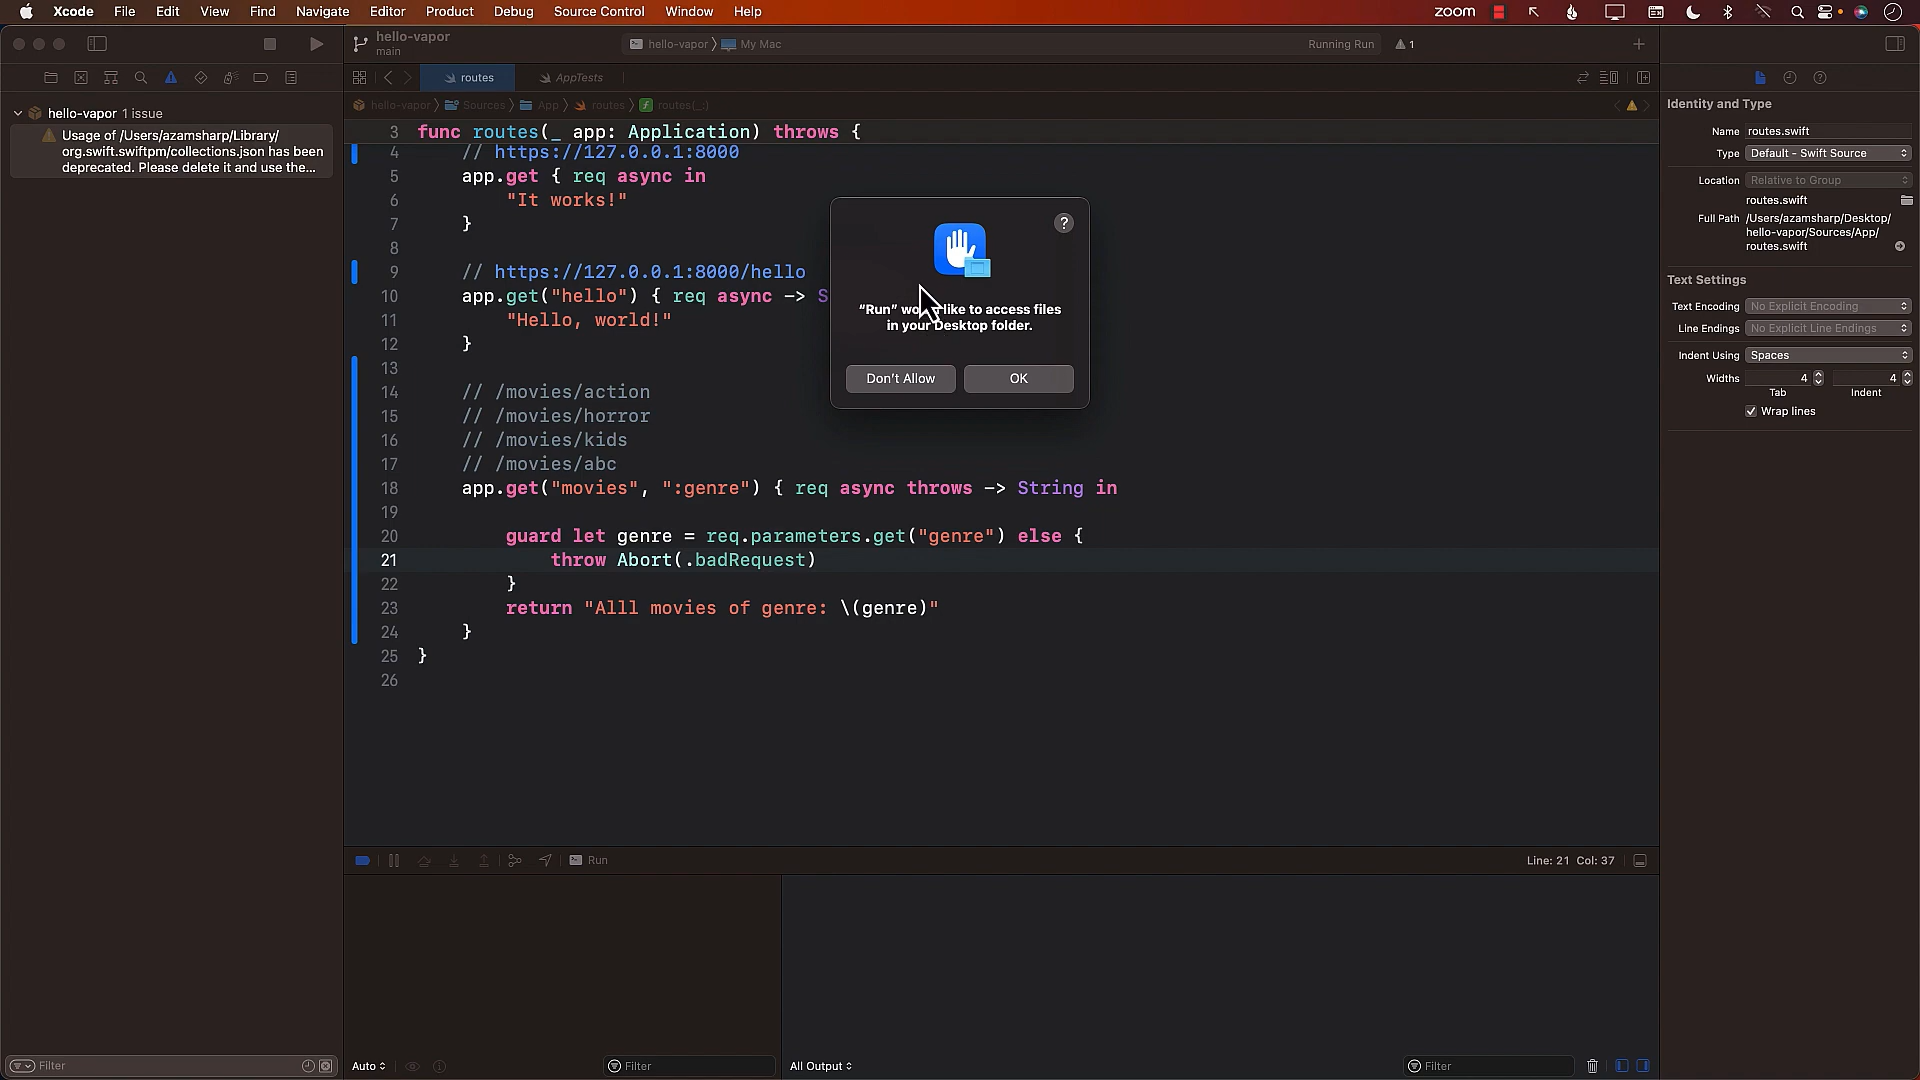 Xcode File Edit View Find Navigate Editor Product Debug Source Control Window Help
zoom
hello-vapor
main
hello-vapor My Mac
Running Run
1
routes
AppTests
hello-vapor Sources App routes routes(_:)
hello-vapor 1 issue
Usage of /Users/azamsharp/Library/
org.swift.swiftpm/collections.json has been
deprecated. Please delete it and use the...
3 func routes(_ app: Application) throws {
4 // https://127.0.0.1:8000
5 app.get { req async in
6 "It works!"
7 }
8
9 // https://127.0.0.1:8000/hello
10 app.get("hello") { req async -> S
11 "Hello, world!"
12 }
13
14 // /movies/action
15 // /movies/horror
16 // /movies/kids
17 // /movies/abc
18 app.get("movies", ":genre") { req async throws -> String in
19
20 guard let genre = req.parameters.get("genre") else {
21 throw Abort(.badRequest)
22 }
23 return "Alll movies of genre: \(genre)"
24 }
25 }
26
?
“Run” would like to access files
in your Desktop folder.
Don't Allow
OK
Identity and Type
Name routes.swift
Type Default - Swift Source
Location Relative to Group
routes.swift
Full Path /Users/azamsharp/Desktop/
hello-vapor/Sources/App/
routes.swift
Text Settings
Text Encoding No Explicit Encoding
Line Endings No Explicit Line Endings
Indent Using Spaces
Widths 4 4
Tab Indent
Wrap lines
Run
Line: 21 Col: 37
Filter
Auto
Filter
All Output
Filter